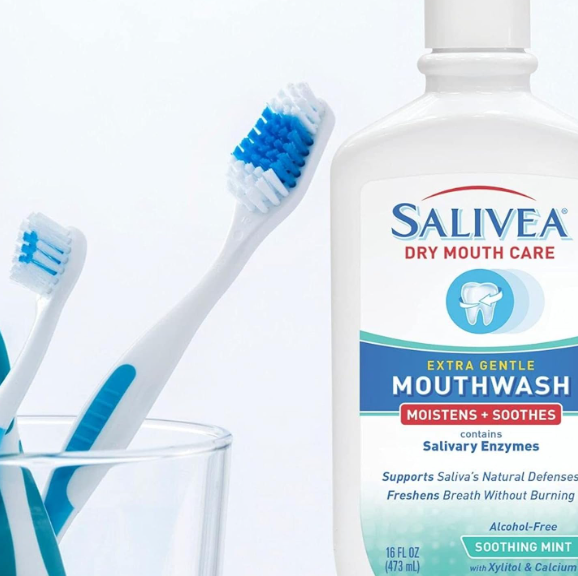 SALIVEA®
DRY MOUTH CARE
EXTRA GENTLE
MOUTHWASH
MOISTENS + SOOTHES
contains
Salivary Enzymes
Supports Saliva's Natural Defenses
Freshens Breath Without Burning
Alcohol-Free
16 FL OZ
(473 mL)
SOOTHING MINT
with Xylitol & Calcium